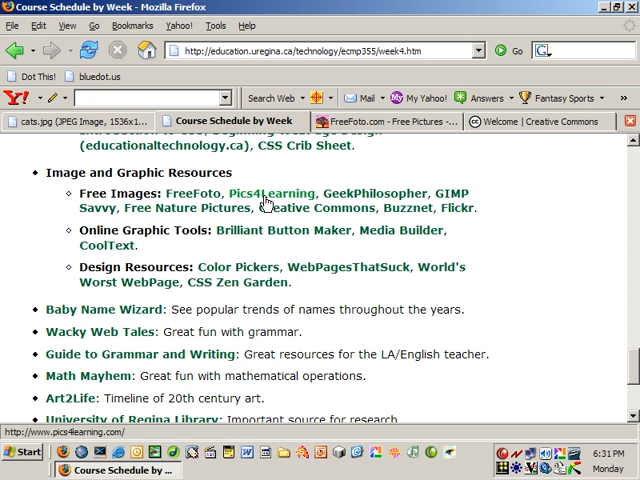 Course Schedule by Week - Mozilla Firefox
File Edit View Go Bookmarks Yahoo! Tools Help
http://education.uregina.ca/technology/ecmp355/week4.htm Go
Dot This! bluedot.us
Y! Search Web Mail My Yahoo! Answers Fantasy Sports
cats.jpg (JPEG Image, 1536x1... Course Schedule by Week FreeFoto.com - Free Pictures - ... Welcome | Creative Commons
(educationaltechnology.ca), CSS Crib Sheet.
Image and Graphic Resources
Free Images: FreeFoto, Pics4Learning, GeekPhilosopher, GIMP
Savvy, Free Nature Pictures, Creative Commons, Buzznet, Flickr.
Online Graphic Tools: Brilliant Button Maker, Media Builder,
CoolText.
Design Resources: Color Pickers, WebPagesThatSuck, World's
Worst WebPage, CSS Zen Garden.
Baby Name Wizard: See popular trends of names throughout the years.
Wacky Web Tales: Great fun with grammar.
Guide to Grammar and Writing: Great resources for the LA/English teacher.
Math Mayhem: Great fun with mathematical operations.
Art2Life: Timeline of 20th century art.
University of Regina Library: Important source for research.
http://www.pics4learning.com/
Start 6:31 PM
Course Schedule by W... Monday